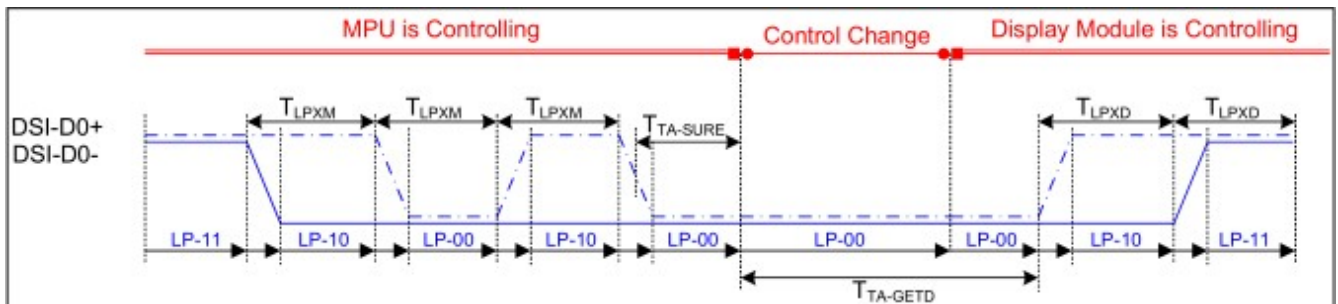 MPU is Controlling Control Change Display Module is Controlling
TLPXM TLPXM TLPXM TLPXD TLPXD
TTA-SURE
DSI-D0+
DSI-D0-
LP-11 LP-10 LP-00 LP-10 LP-00 LP-00 LP-00 LP-10 LP-11
TTA-GETD